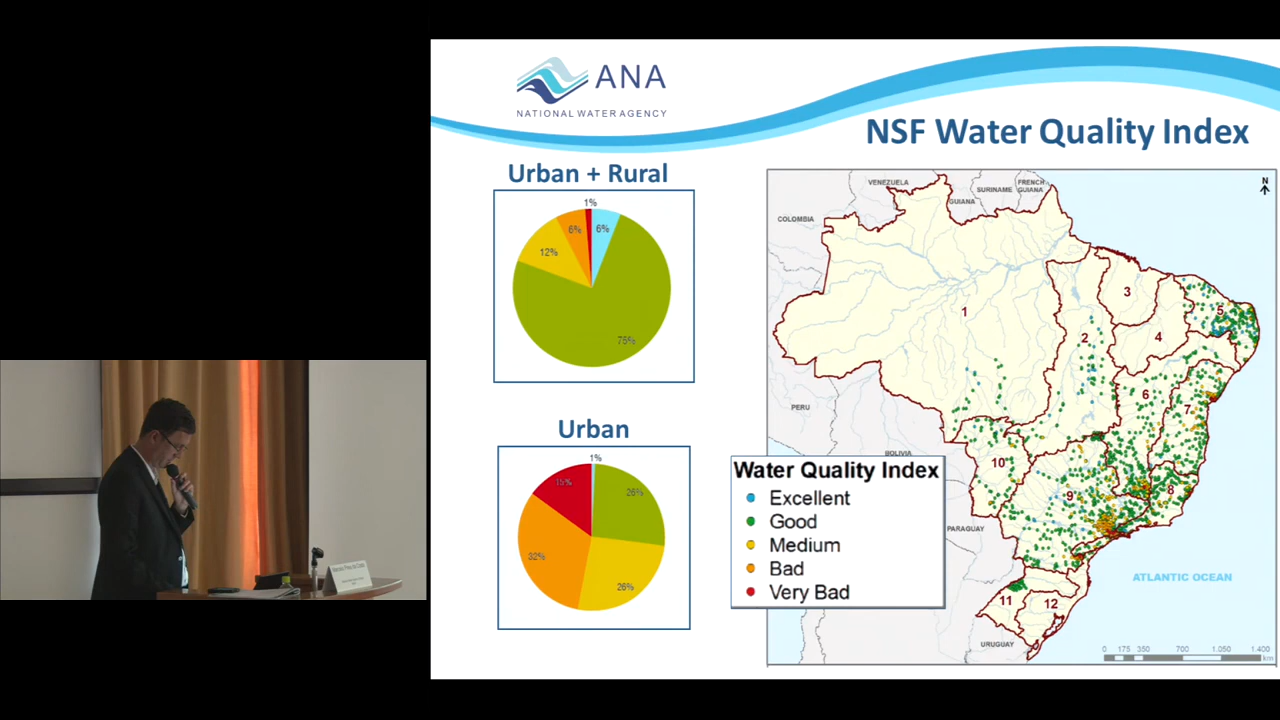 ANA
NATIONAL WATER AGENCY
NSF Water Quality Index
Urban + Rural
1%
6%
6%
12%
75%
Urban
1%
15%
26%
32%
26%
VENEZUELA
SURINAME
FRENCH
GUIANA
GUIANA
COLOMBIA
N
1
2
3
4
5
6
7
8
9
10
11
12
PERU
BOLIVIA
PARAGUAY
URUGUAY
ATLANTIC OCEAN
Water Quality Index
Excellent
Good
Medium
Bad
Very Bad
0 175 350 700 1.050 1.400
km